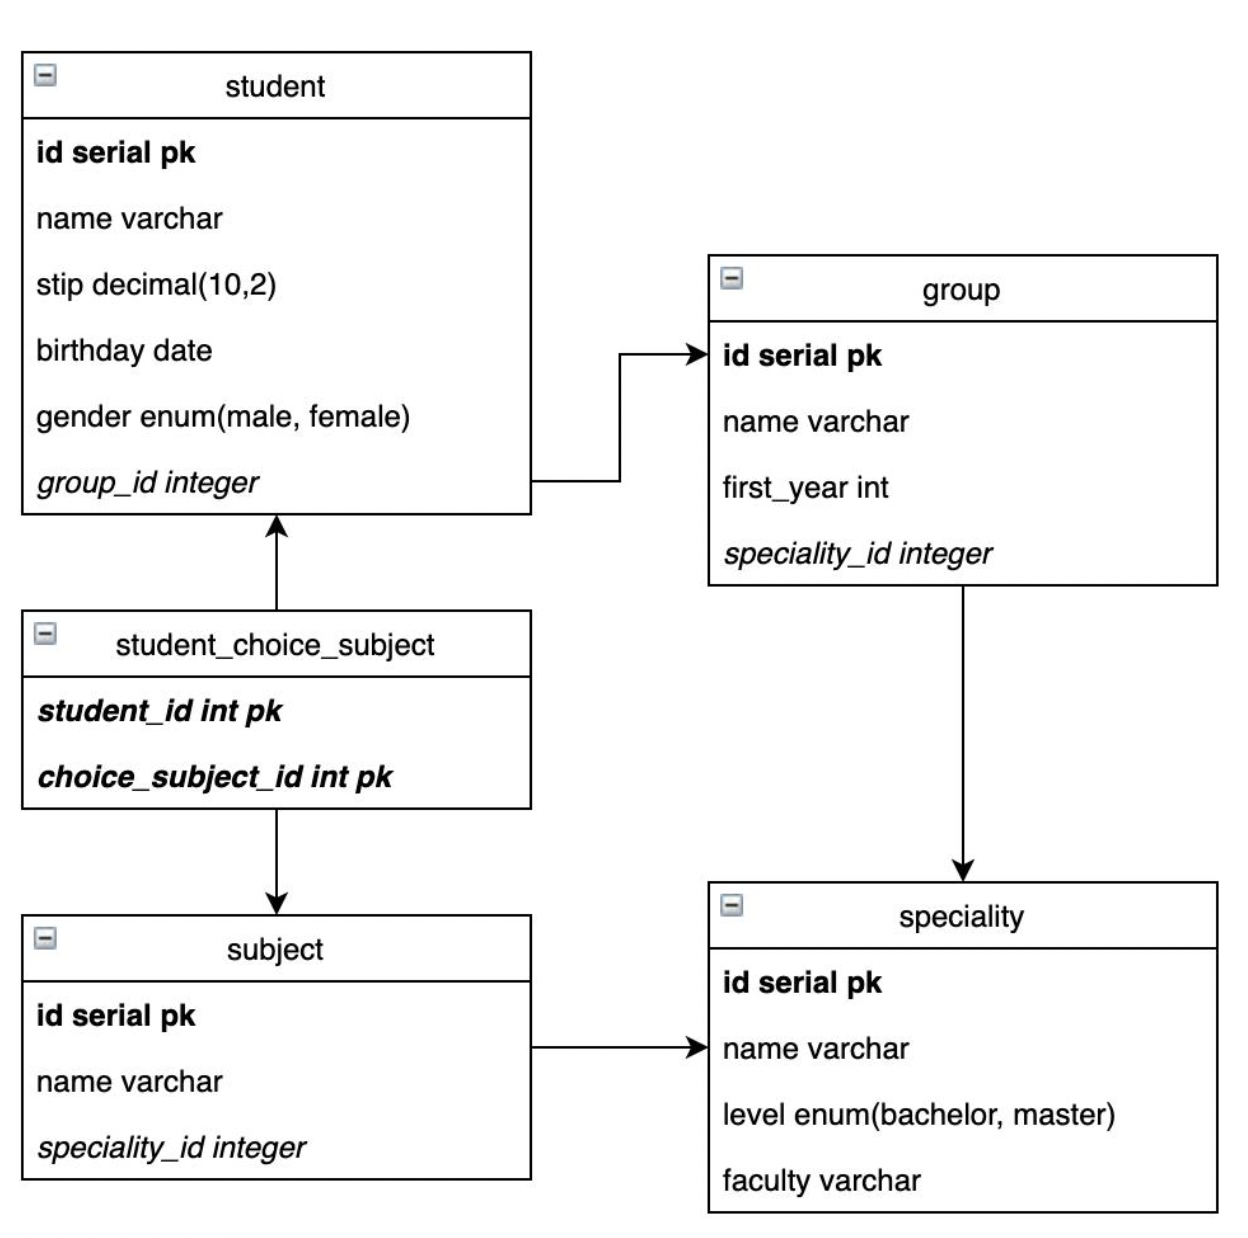 student
id serial pk
name varchar
stip decimal(10,2)
birthday date
gender enum(male, female)
group_id integer
group
id serial pk
name varchar
first_year int
speciality_id integer
student_choice_subject
student_id int pk
choice_subject_id int pk
subject
id serial pk
name varchar
speciality_id integer
speciality
id serial pk
name varchar
level enum(bachelor, master)
faculty varchar